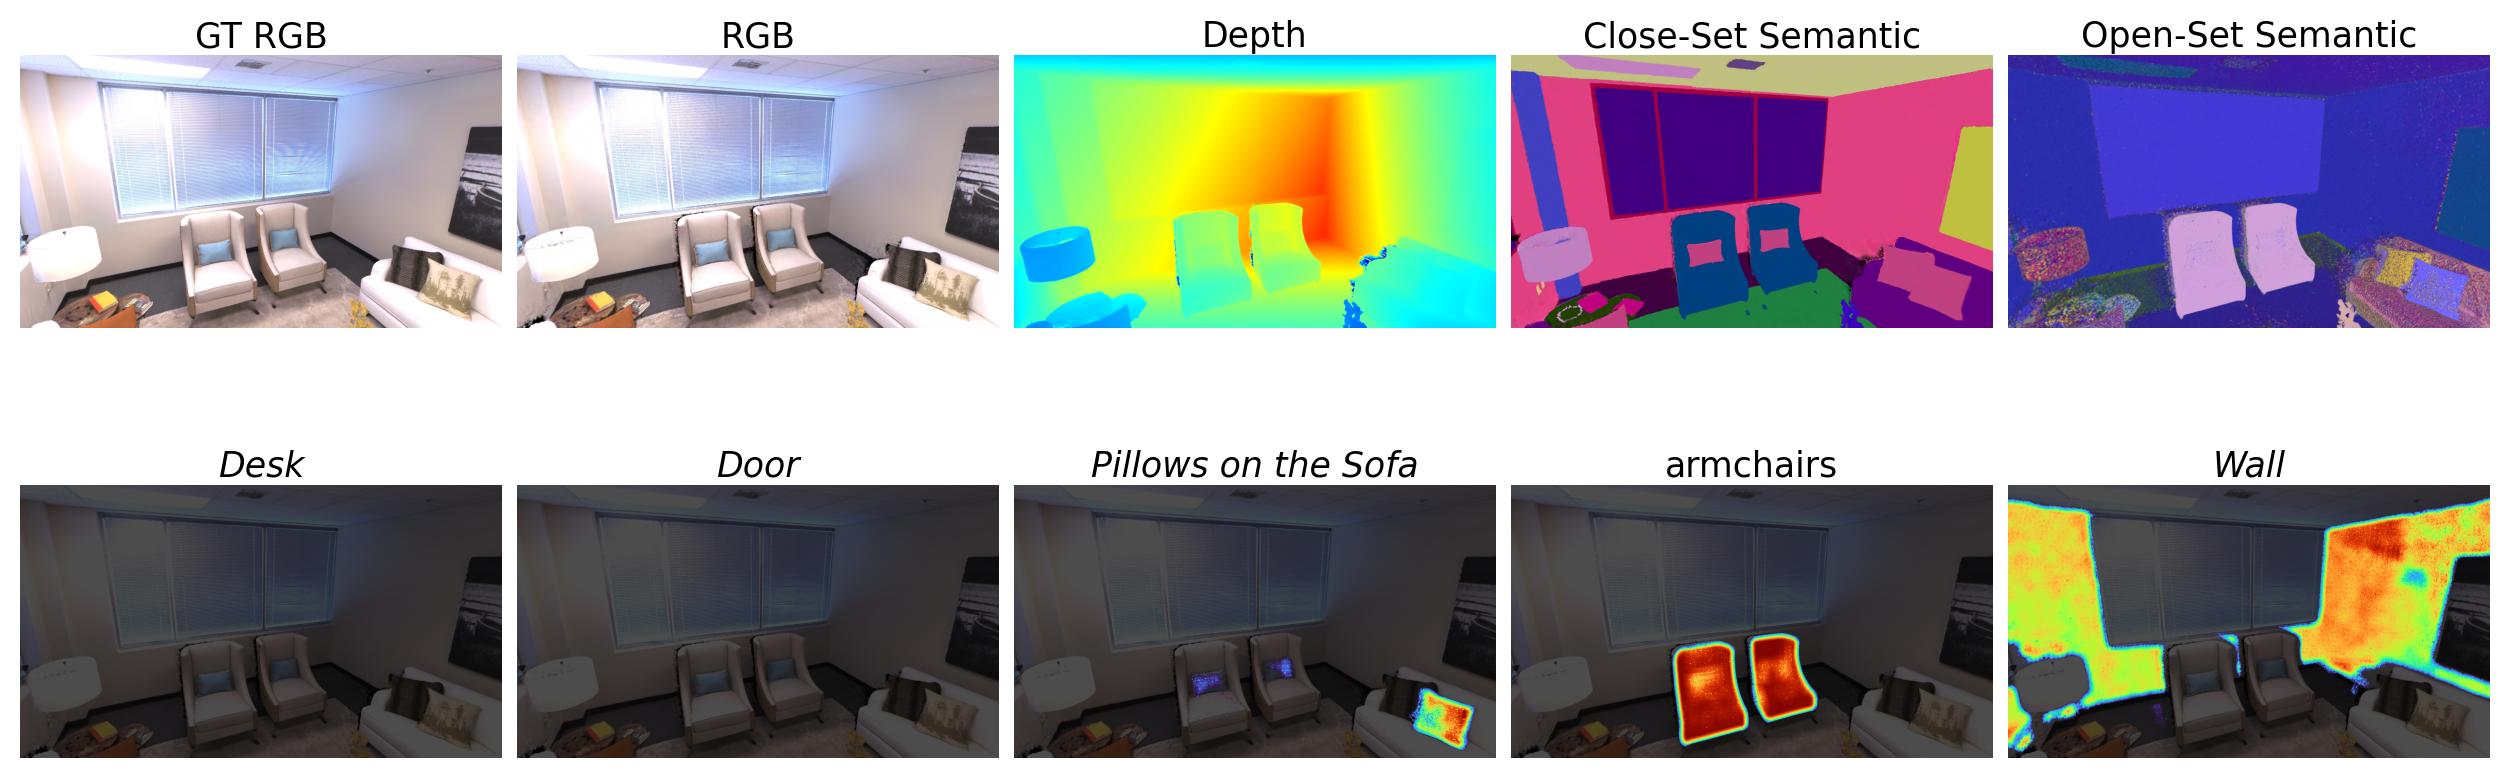 GT RGB
RGB
Depth
Close-Set Semantic
Open-Set Semantic
Desk
Door
Pillows on the Sofa
armchairs
Wall